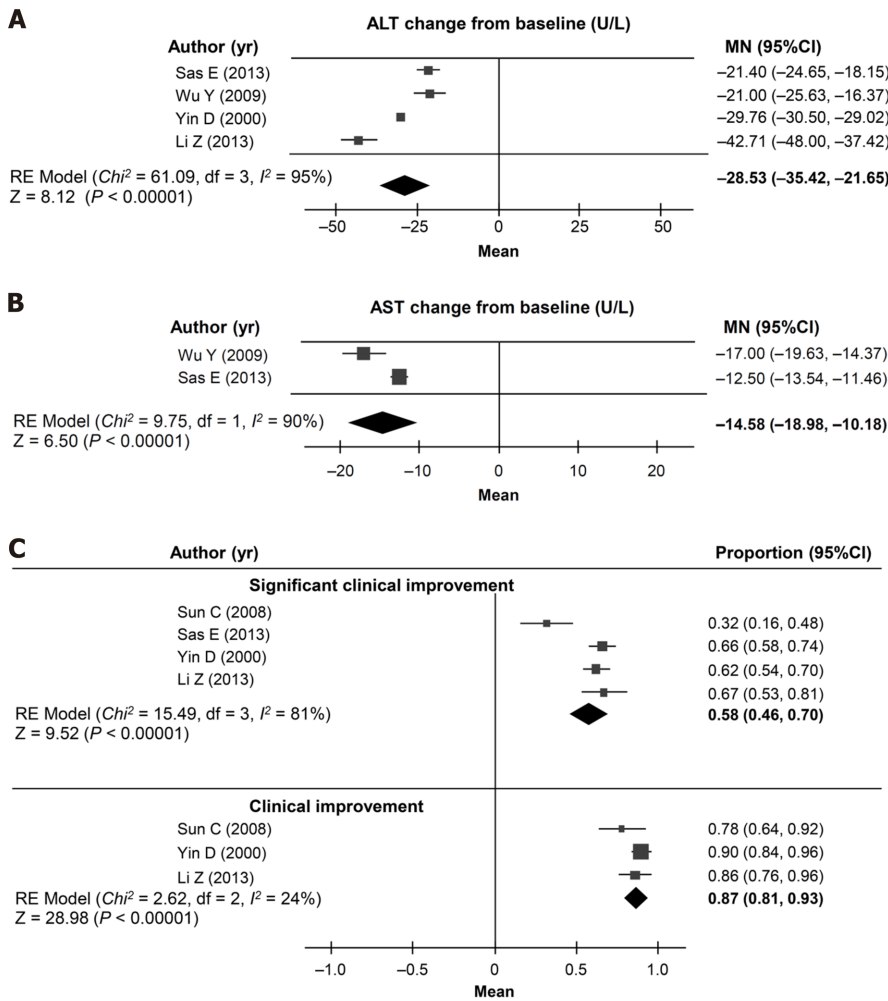 A
ALT change from baseline (U/L)
Author (yr) MN (95%CI)
Sas E (2013) –21.40 (–24.65, –18.15)
Wu Y (2009) –21.00 (–25.63, –16.37)
Yin D (2000) –29.76 (–30.50, –29.02)
Li Z (2013) –42.71 (–48.00, –37.42)
RE Model (Chi² = 61.09, df = 3, I² = 95%) –28.53 (–35.42, –21.65)
Z = 8.12 (P < 0.00001)
–50 –25 0 25 50
Mean
B
AST change from baseline (U/L)
Author (yr) MN (95%CI)
Wu Y (2009) –17.00 (–19.63, –14.37)
Sas E (2013) –12.50 (–13.54, –11.46)
RE Model (Chi² = 9.75, df = 1, I² = 90%) –14.58 (–18.98, –10.18)
Z = 6.50 (P < 0.00001)
–20 –10 0 10 20
Mean
C
Author (yr) Proportion (95%CI)
Significant clinical improvement
Sun C (2008) 0.32 (0.16, 0.48)
Sas E (2013) 0.66 (0.58, 0.74)
Yin D (2000) 0.62 (0.54, 0.70)
Li Z (2013) 0.67 (0.53, 0.81)
RE Model (Chi² = 15.49, df = 3, I² = 81%) 0.58 (0.46, 0.70)
Z = 9.52 (P < 0.00001)
Clinical improvement
Sun C (2008) 0.78 (0.64, 0.92)
Yin D (2000) 0.90 (0.84, 0.96)
Li Z (2013) 0.86 (0.76, 0.96)
RE Model (Chi² = 2.62, df = 2, I² = 24%) 0.87 (0.81, 0.93)
Z = 28.98 (P < 0.00001)
–1.0 –0.5 0 0.5 1.0
Mean